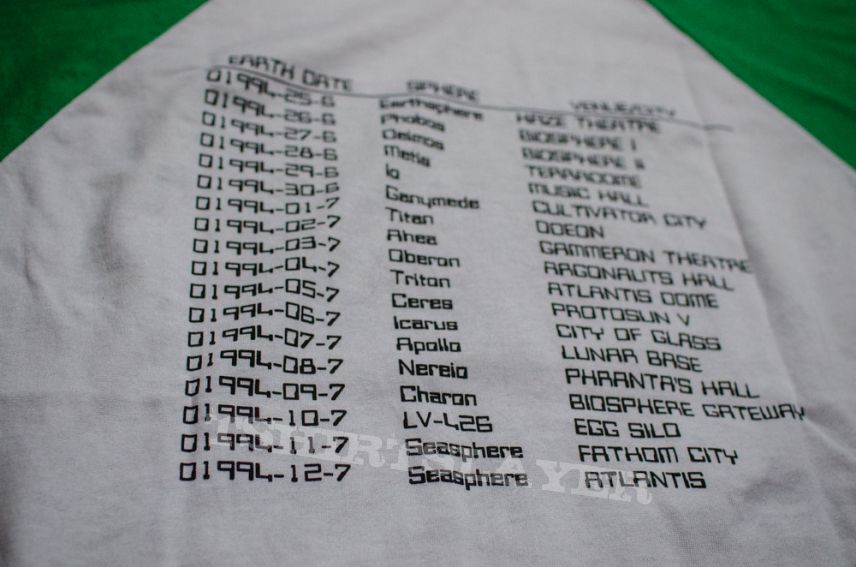 EARTH DATE SPHERE VENUE/CITY
01994-25-6 Earthsphere HAZE THEATRE
01994-26-6 Phobos BIOSPHERE I
01994-27-6 Deimos BIOSPHERE II
01994-28-6 Metis TERRADOME
01994-29-6 Io MUSIC HALL
01994-30-6 Ganymede CULTIVATOR CITY
01994-01-7 Titan ODEON
01994-02-7 Rhea GAMMERON THEATRE
01994-03-7 Oberon ARGONAUTS HALL
01994-04-7 Triton ATLANTIS DOME
01994-05-7 Ceres PROTOSUN V
01994-06-7 Icarus CITY OF GLASS
01994-07-7 Apollo LUNAR BASE
01994-08-7 Nereid PHRANTA'S HALL
01994-09-7 Charon BIOSPHERE GATEWAY
01994-10-7 LV-426 EGG SILO
01994-11-7 Seasphere FATHOM CITY
01994-12-7 Seasphere ATLANTIS
TSHIRTSLAYER